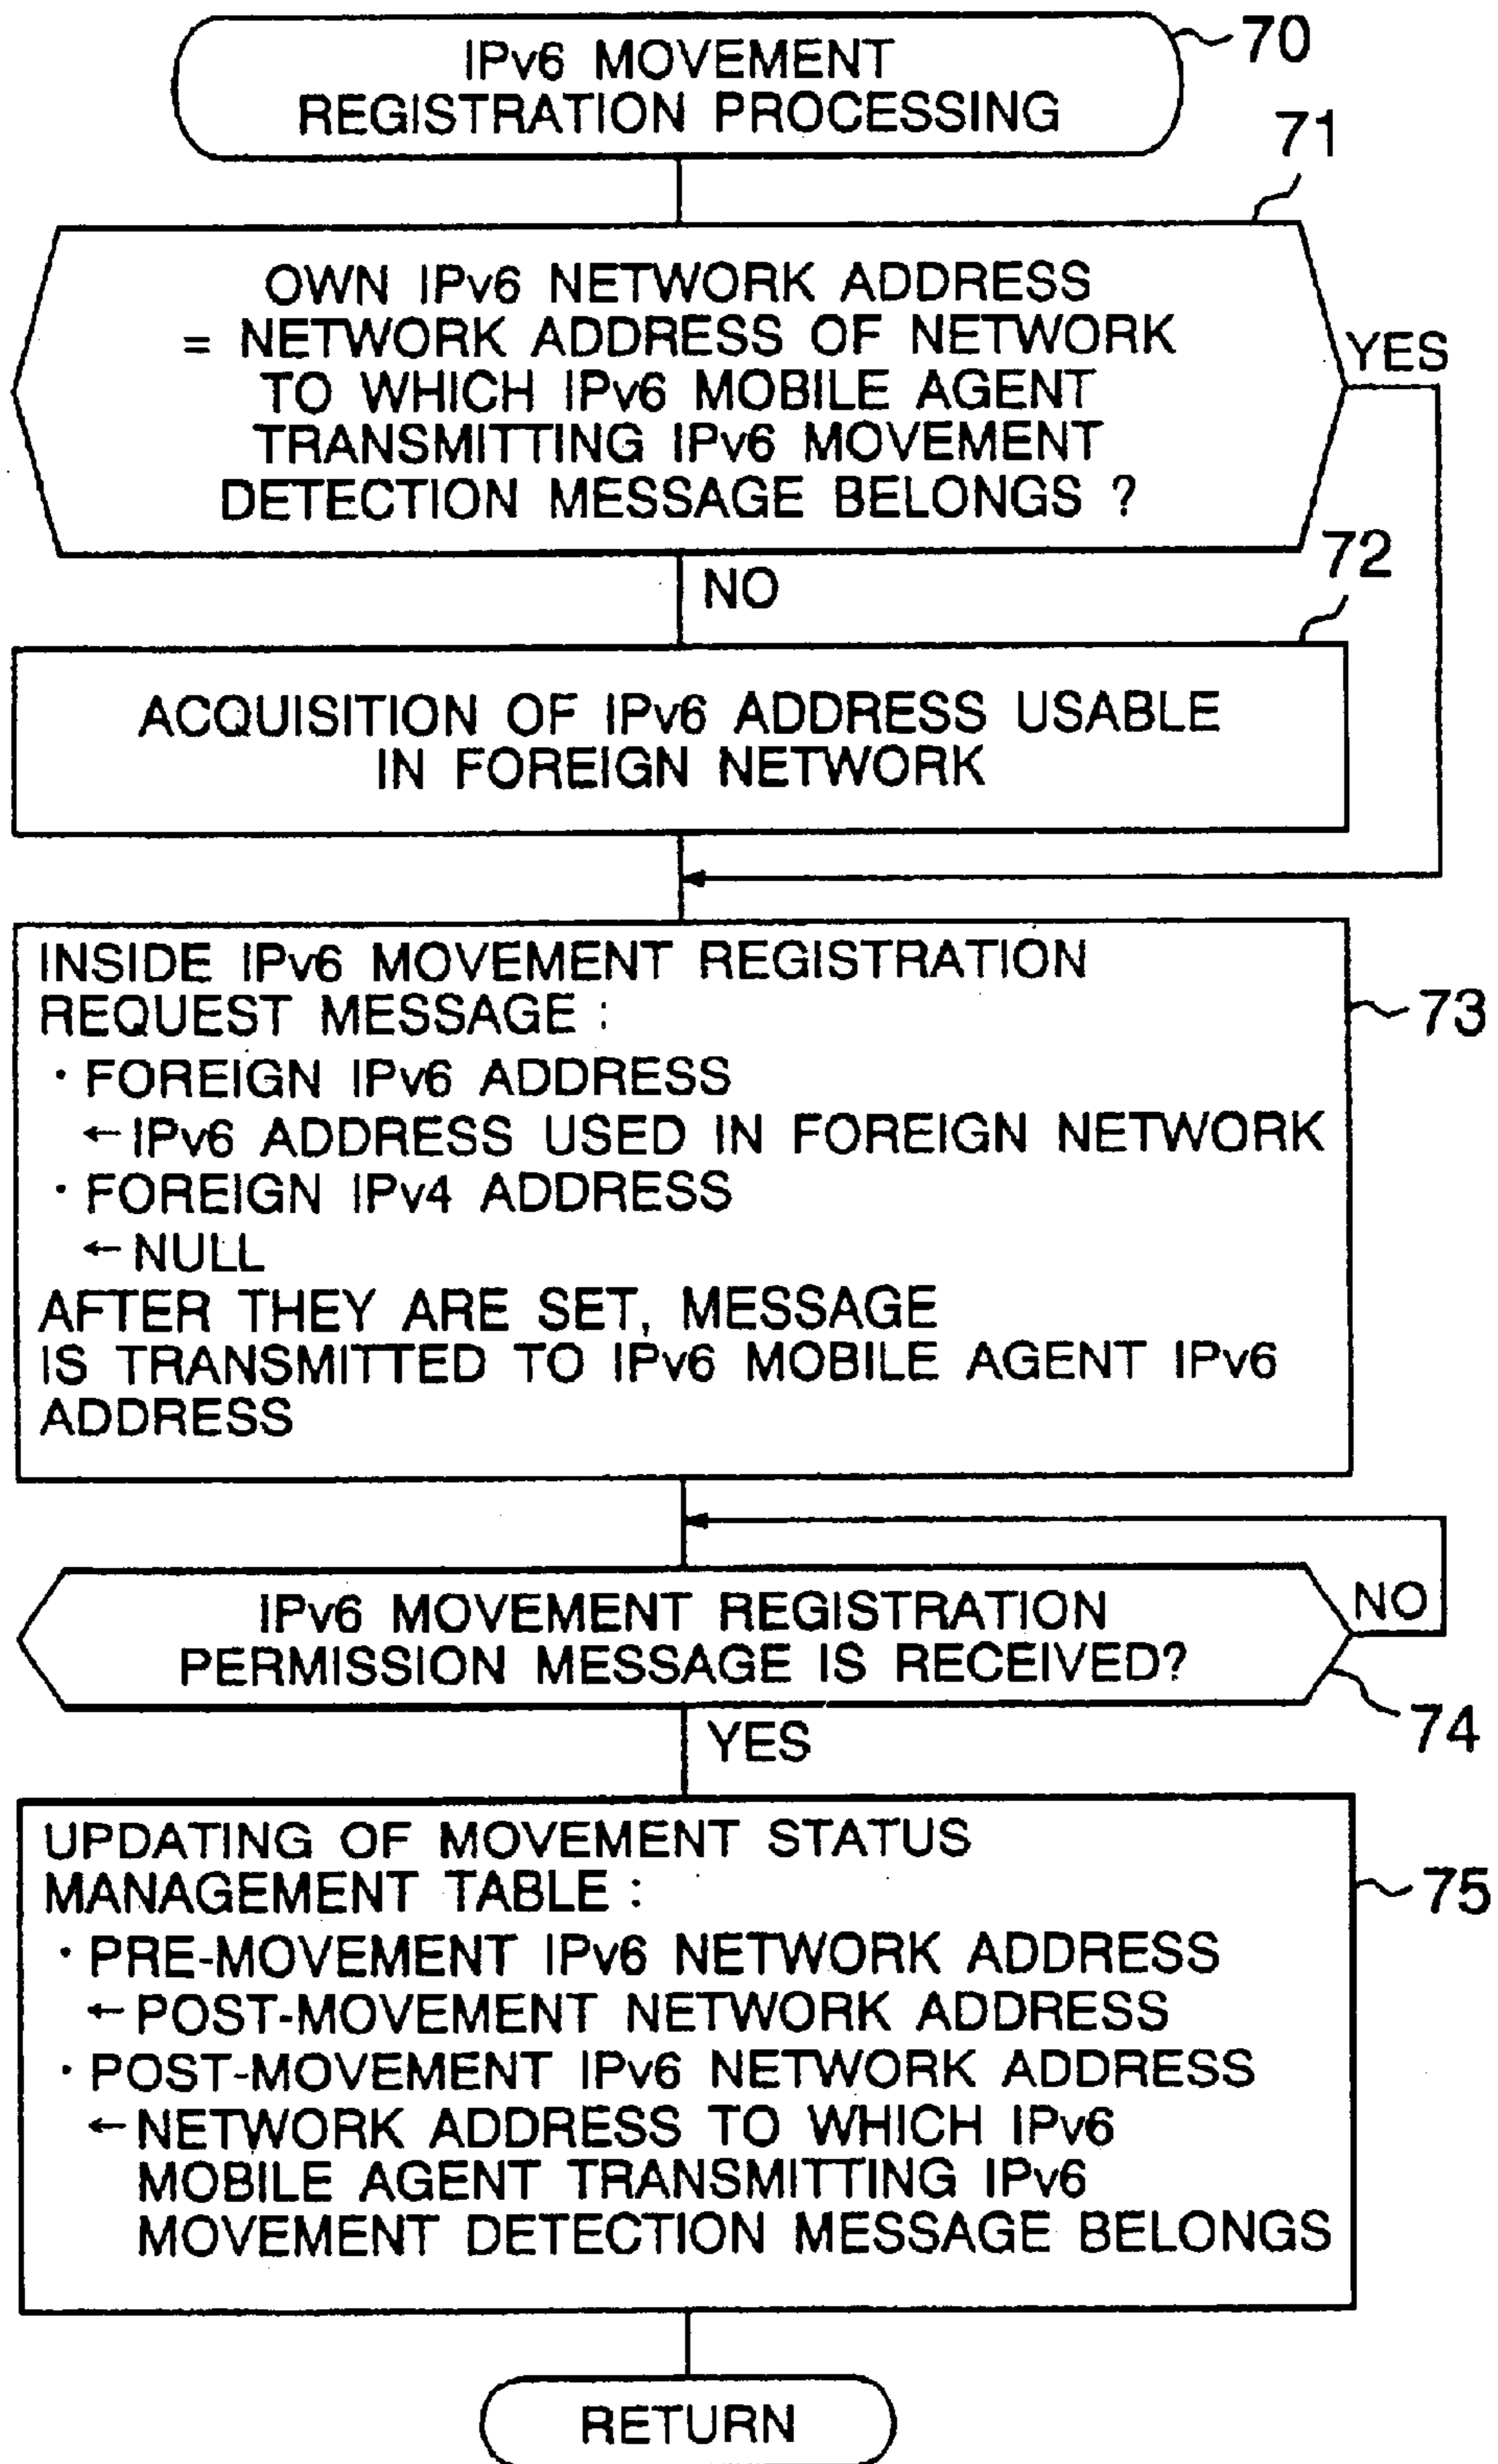 IPv6 MOVEMENT
REGISTRATION PROCESSING
70
71
OWN IPv6 NETWORK ADDRESS
= NETWORK ADDRESS OF NETWORK
TO WHICH IPv6 MOBILE AGENT
TRANSMITTING IPv6 MOVEMENT
DETECTION MESSAGE BELONGS ?
YES
NO
72
ACQUISITION OF IPv6 ADDRESS USABLE
IN FOREIGN NETWORK
INSIDE IPv6 MOVEMENT REGISTRATION
REQUEST MESSAGE :
· FOREIGN IPv6 ADDRESS
← IPv6 ADDRESS USED IN FOREIGN NETWORK
· FOREIGN IPv4 ADDRESS
← NULL
AFTER THEY ARE SET, MESSAGE
IS TRANSMITTED TO IPv6 MOBILE AGENT IPv6
ADDRESS
73
IPv6 MOVEMENT REGISTRATION
PERMISSION MESSAGE IS RECEIVED?
NO
74
YES
UPDATING OF MOVEMENT STATUS
MANAGEMENT TABLE :
· PRE-MOVEMENT IPv6 NETWORK ADDRESS
← POST-MOVEMENT NETWORK ADDRESS
· POST-MOVEMENT IPv6 NETWORK ADDRESS
← NETWORK ADDRESS TO WHICH IPv6
MOBILE AGENT TRANSMITTING IPv6
MOVEMENT DETECTION MESSAGE BELONGS
75
RETURN